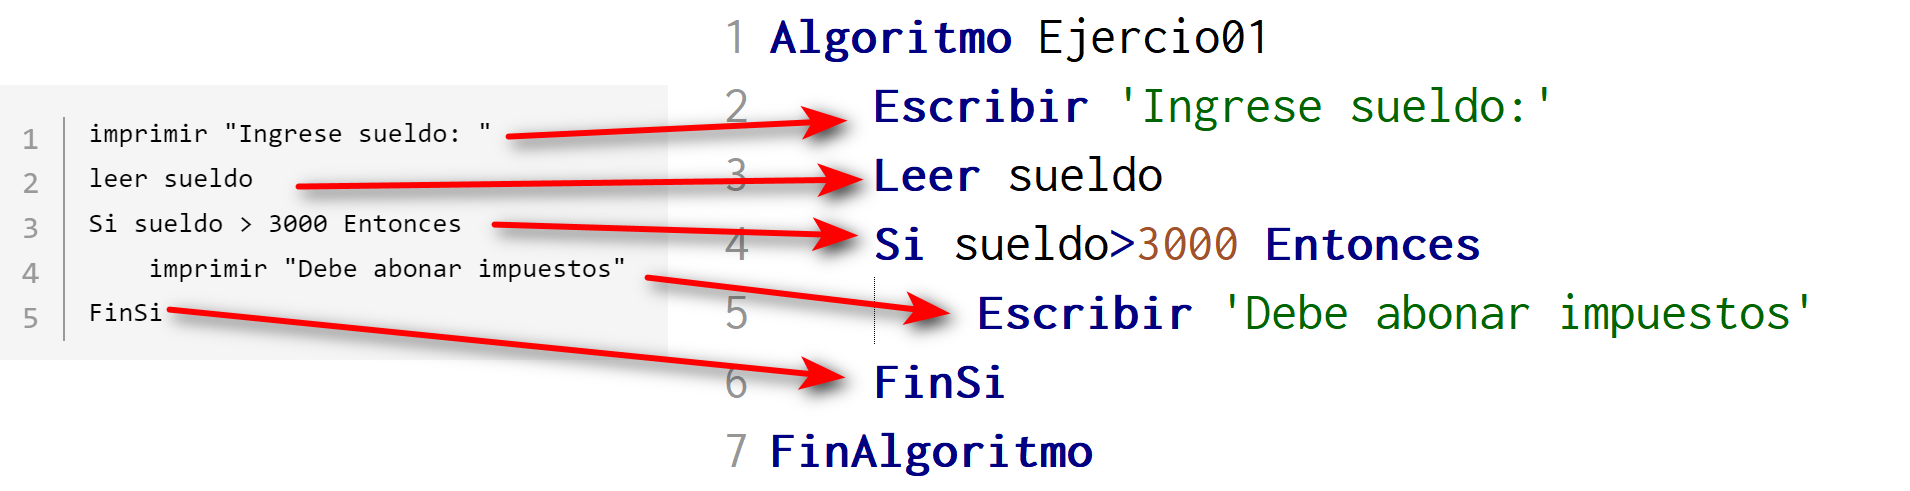 1 imprimir "Ingrese sueldo: "
2 leer sueldo
3 Si sueldo > 3000 Entonces
4 imprimir "Debe abonar impuestos"
5 FinSi
1 Algoritmo Ejercio01
2 Escribir 'Ingrese sueldo:'
3 Leer sueldo
4 Si sueldo>3000 Entonces
5 Escribir 'Debe abonar impuestos'
6 FinSi
7 FinAlgoritmo